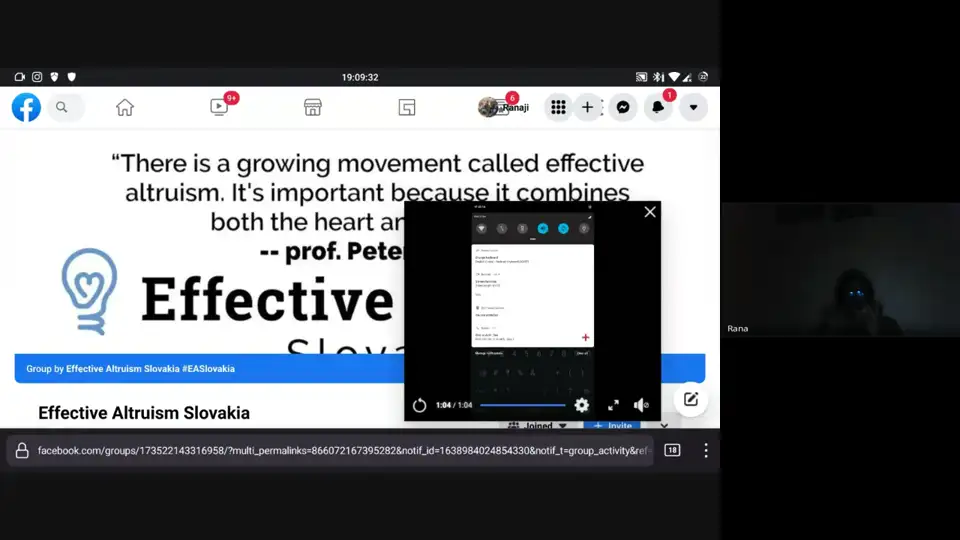 19:09:32
22
9+
6
Ranaji
1
“There is a growing movement called effective
altruism. It's important because it combines
both the heart an
-- prof. Pete
Effective
Slova
Group by Effective Altruism Slovakia #EASlovakia
Effective Altruism Slovakia
1:04 / 1:04
Joined
Invite
facebook.com/groups/173522143316958/?multi_permalinks=866072167395282&notif_id=1638984024854330&notif_t=group_activity&ref
18
Rana